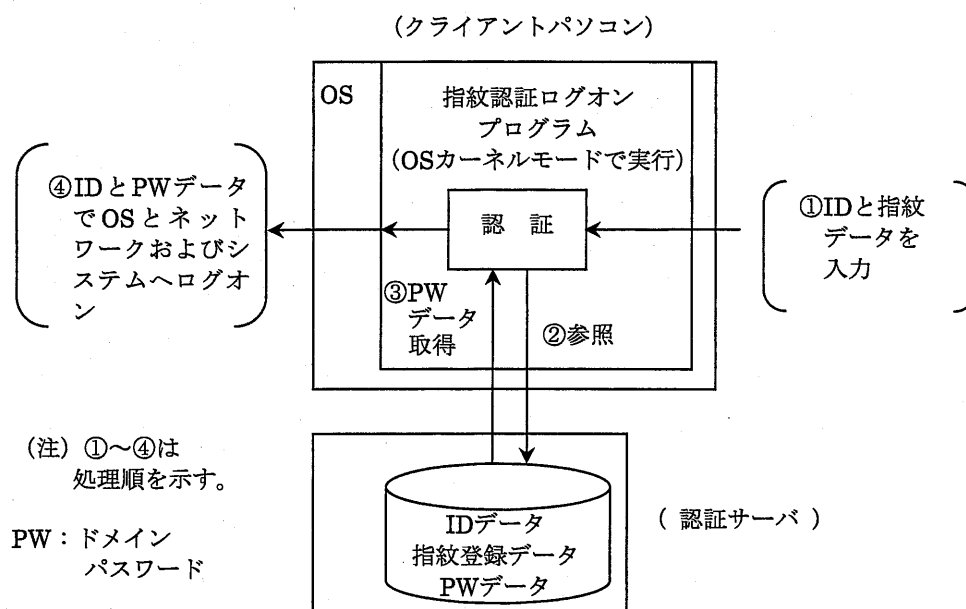 (クライアントパソコン)
OS
指紋認証ログオン
プログラム
(OSカーネルモードで実行)
④IDとPWデータ
でOSとネット
ワークおよびシ
ステムへログオ
ン
認 証
①IDと指紋
データを
入力
③PW
データ
取得
②参照
(注) ①~④は
処理順を示す。
PW:ドメイン
パスワード
IDデータ
指紋登録データ
PWデータ
( 認証サーバ )